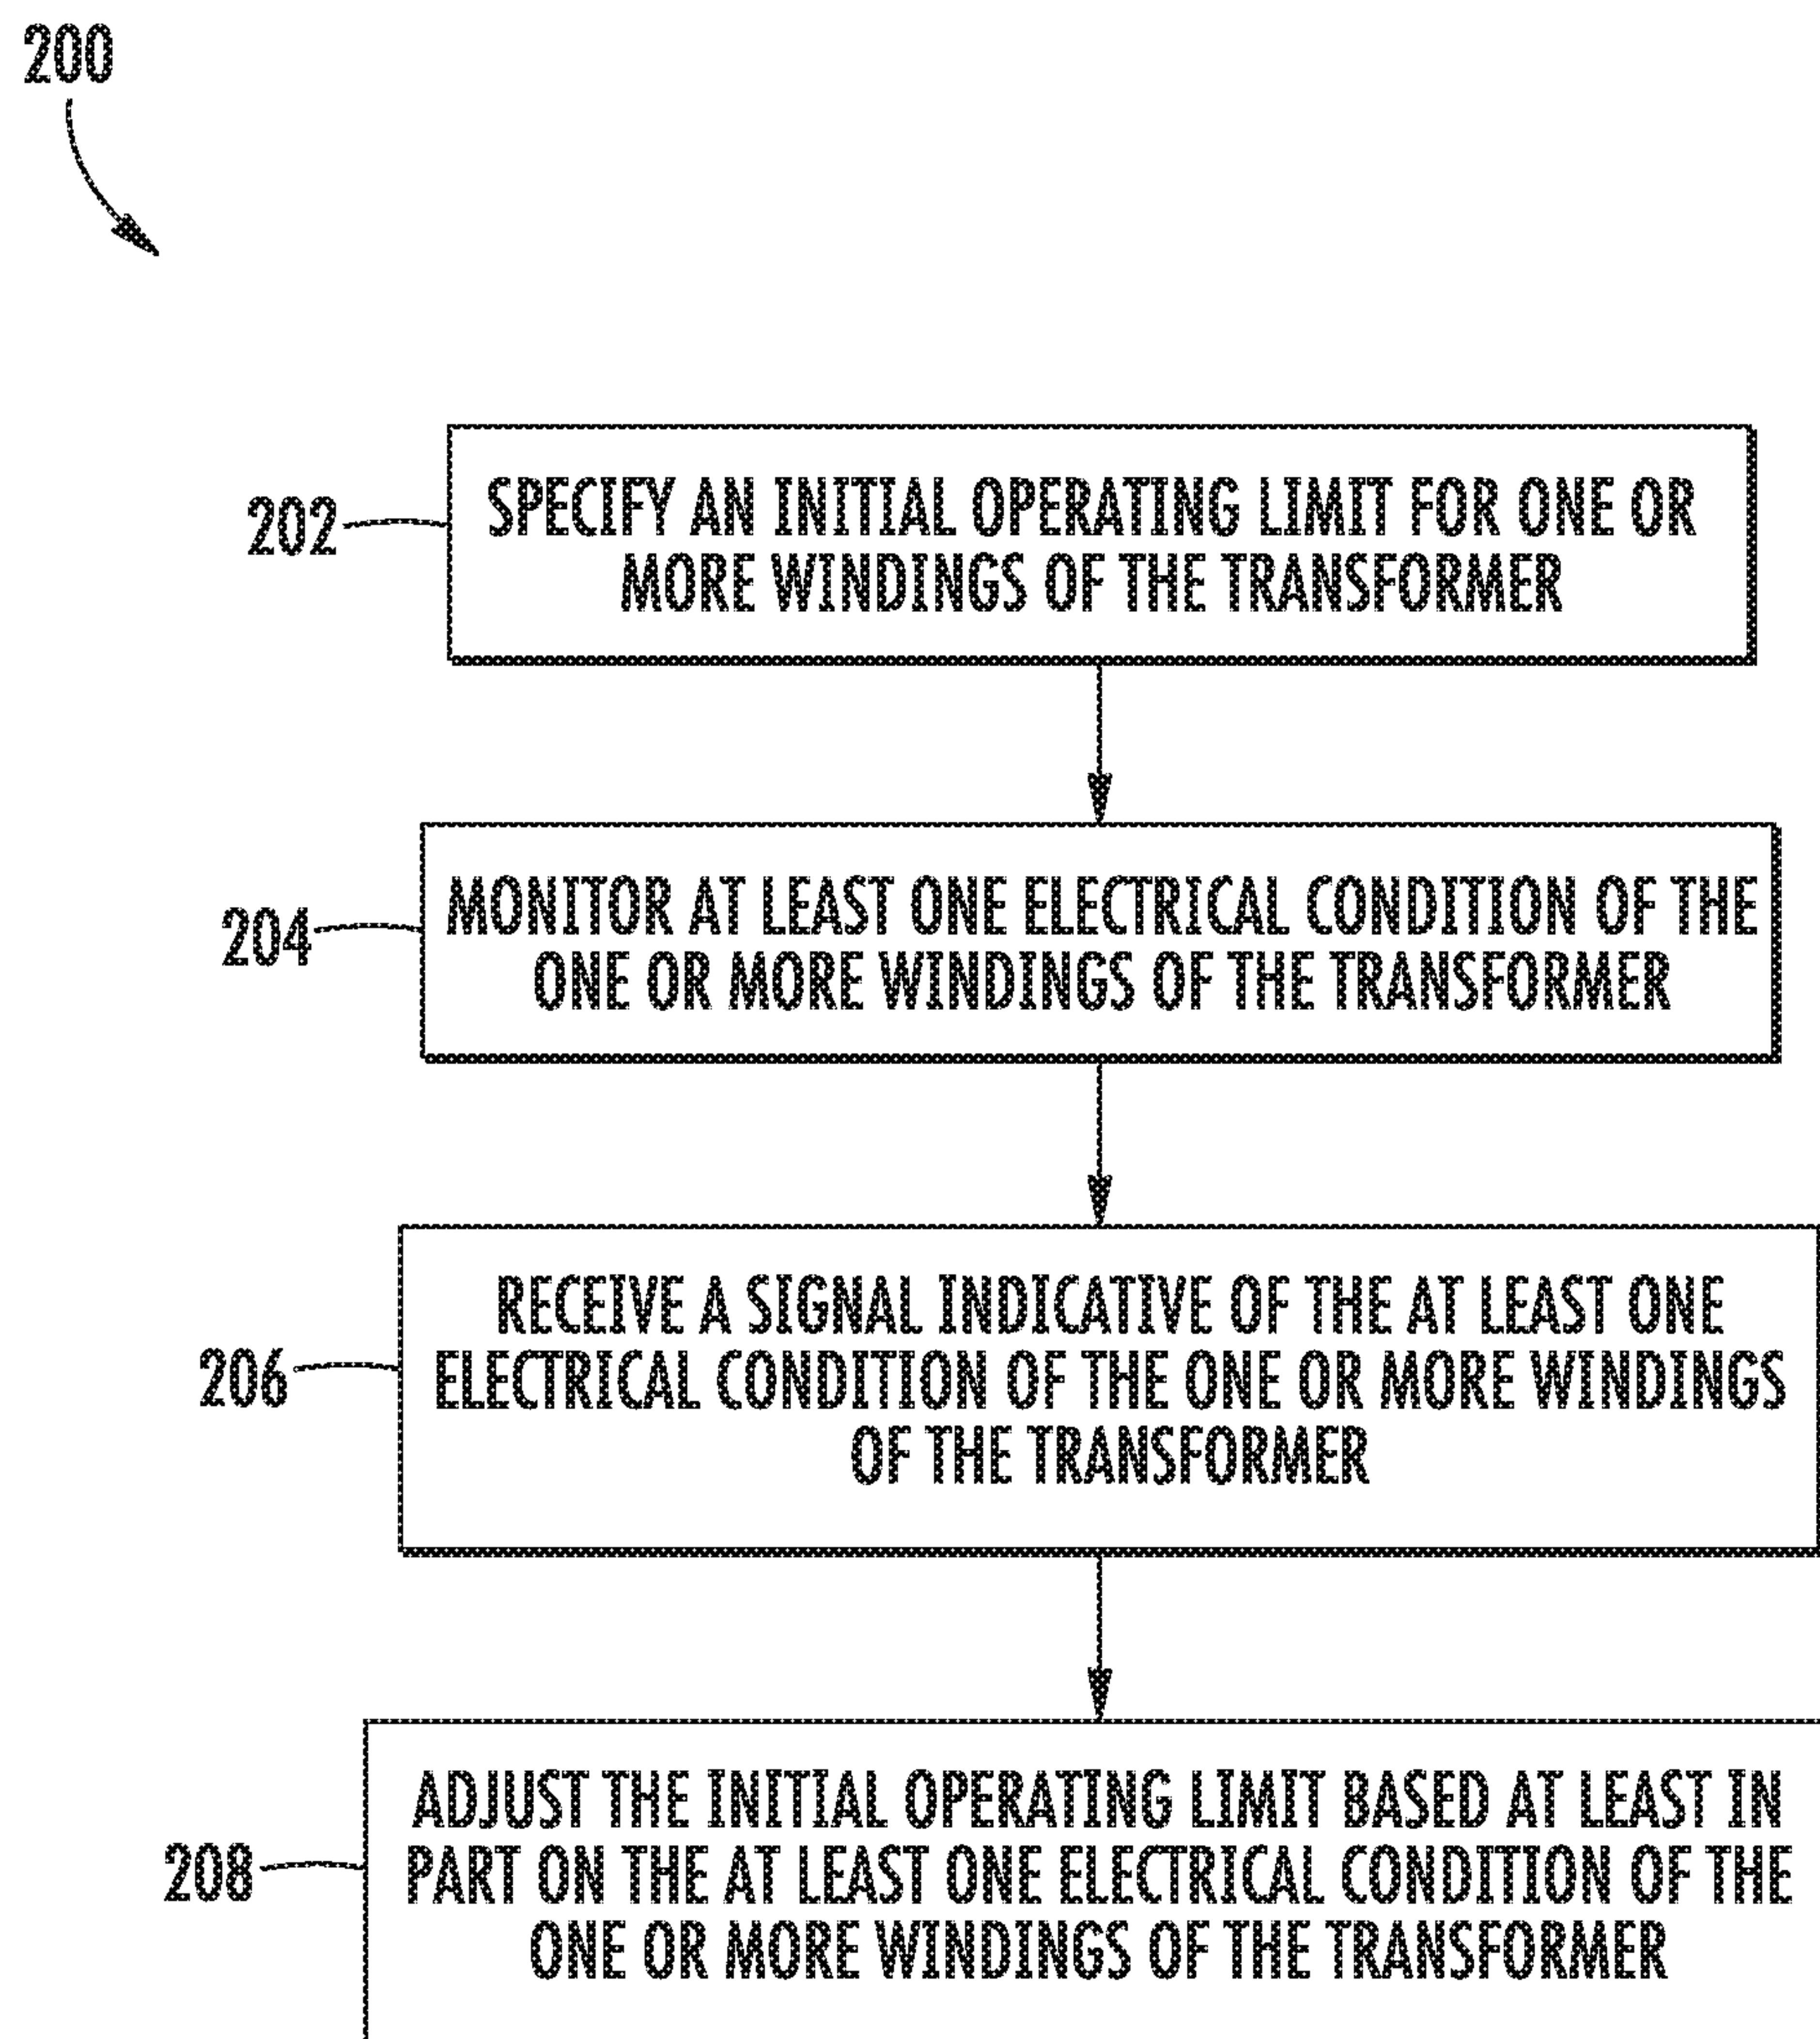 200
202
SPECIFY AN INITIAL OPERATING LIMIT FOR ONE OR
MORE WINDINGS OF THE TRANSFORMER
204
MONITOR AT LEAST ONE ELECTRICAL CONDITION OF THE
ONE OR MORE WINDINGS OF THE TRANSFORMER
206
RECEIVE A SIGNAL INDICATIVE OF THE AT LEAST ONE
ELECTRICAL CONDITION OF THE ONE OR MORE WINDINGS
OF THE TRANSFORMER
208
ADJUST THE INITIAL OPERATING LIMIT BASED AT LEAST IN
PART ON THE AT LEAST ONE ELECTRICAL CONDITION OF THE
ONE OR MORE WINDINGS OF THE TRANSFORMER